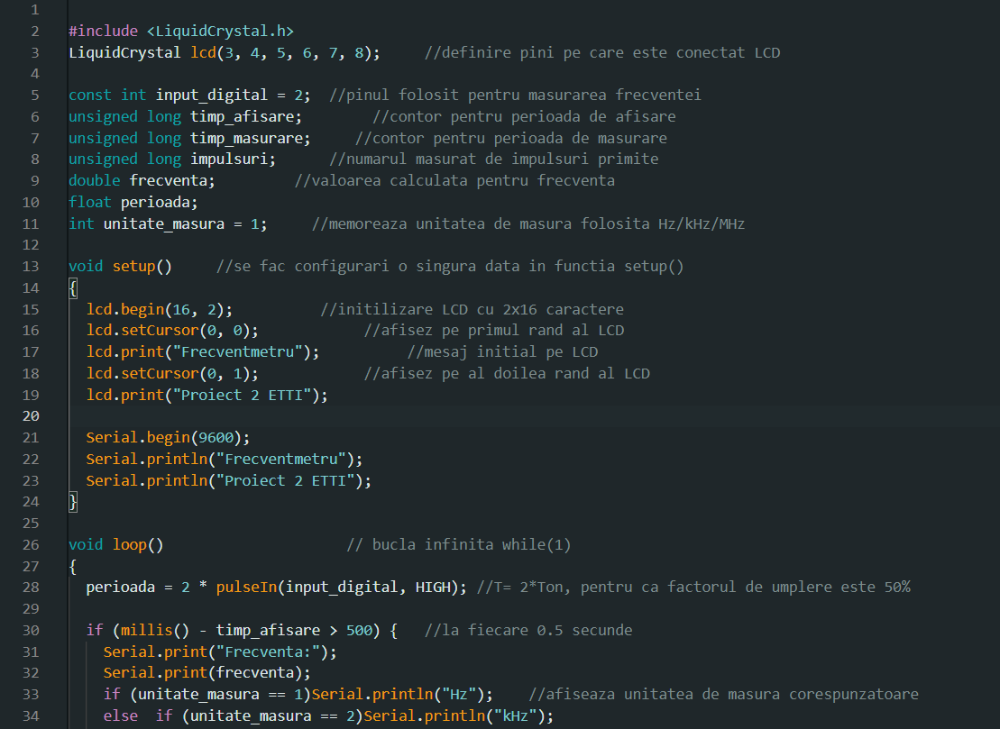 1
2 #include <LiquidCrystal.h>
3 LiquidCrystal lcd(3, 4, 5, 6, 7, 8);     //definire pini pe care este conectat LCD
4
5 const int input_digital = 2;  //pinul folosit pentru masurarea frecventei
6 unsigned long timp_afisare;        //contor pentru perioada de afisare
7 unsigned long timp_masurare;     //contor pentru perioada de masurare
8 unsigned long impulsuri;      //numarul masurat de impulsuri primite
9 double frecventa;         //valoarea calculata pentru frecventa
10 float perioada;
11 int unitate_masura = 1;     //memoreaza unitatea de masura folosita Hz/kHz/MHz
12
13 void setup()     //se fac configurari o singura data in functia setup()
14 {
15   lcd.begin(16, 2);          //initilizare LCD cu 2x16 caractere
16   lcd.setCursor(0, 0);            //afisez pe primul rand al LCD
17   lcd.print("Frecventmetru");          //mesaj initial pe LCD
18   lcd.setCursor(0, 1);            //afisez pe al doilea rand al LCD
19   lcd.print("Proiect 2 ETTI");
20
21   Serial.begin(9600);
22   Serial.println("Frecventmetru");
23   Serial.println("Proiect 2 ETTI");
24 }
25
26 void loop()                     // bucla infinita while(1)
27 {
28   perioada = 2 * pulseIn(input_digital, HIGH); //T= 2*Ton, pentru ca factorul de umplere este 50%
29
30   if (millis() - timp_afisare > 500) {   //la fiecare 0.5 secunde
31     Serial.print("Frecventa:");
32     Serial.print(frecventa);
33     if (unitate_masura == 1)Serial.println("Hz");    //afiseaza unitatea de masura corespunzatoare
34     else  if (unitate_masura == 2)Serial.println("kHz");